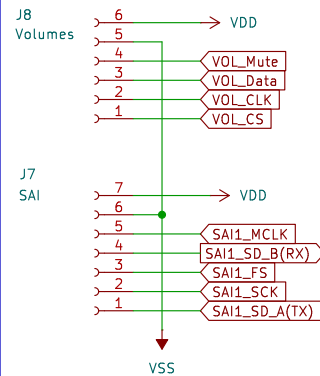 J8
Volumes
6 VDD
5
4 VOL_Mute
3 VOL_Data
2 VOL_CLK
1 VOL_CS
J7
SAI
7 VDD
6
5 SAI1_MCLK
4 SAI1_SD_B(RX)
3 SAI1_FS
2 SAI1_SCK
1 SAI1_SD_A(TX)
VSS